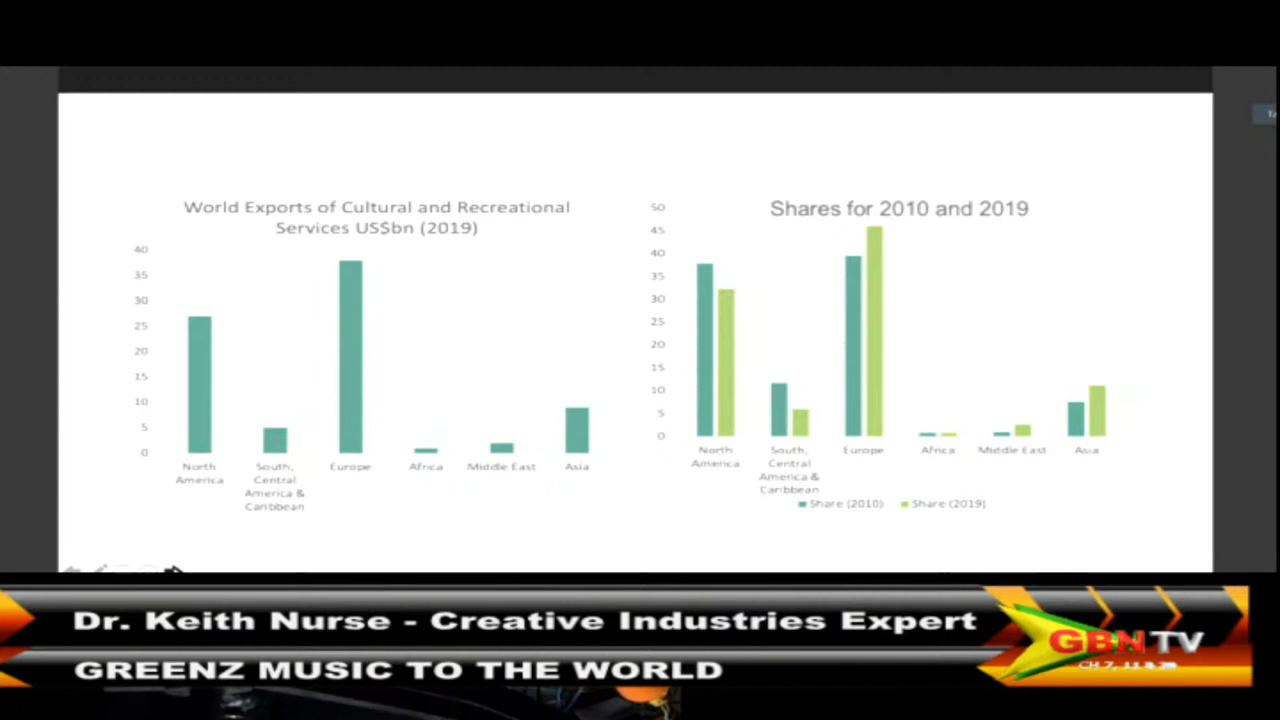 World Exports of Cultural and Recreational
Services US$bn (2019)
40
35
30
25
20
15
10
5
0
North
America
South,
Central
America &
Caribbean
Europe
Africa
Middle East
Asia
Shares for 2010 and 2019
50
45
40
35
30
25
20
15
10
5
0
North
America
South,
Central
America &
Caribbean
Europe
Africa
Middle East
Asia
Share (2010)
Share (2019)
Dr. Keith Nurse - Creative Industries Expert
GREENZ MUSIC TO THE WORLD
GBN TV
CH 7, 11 &